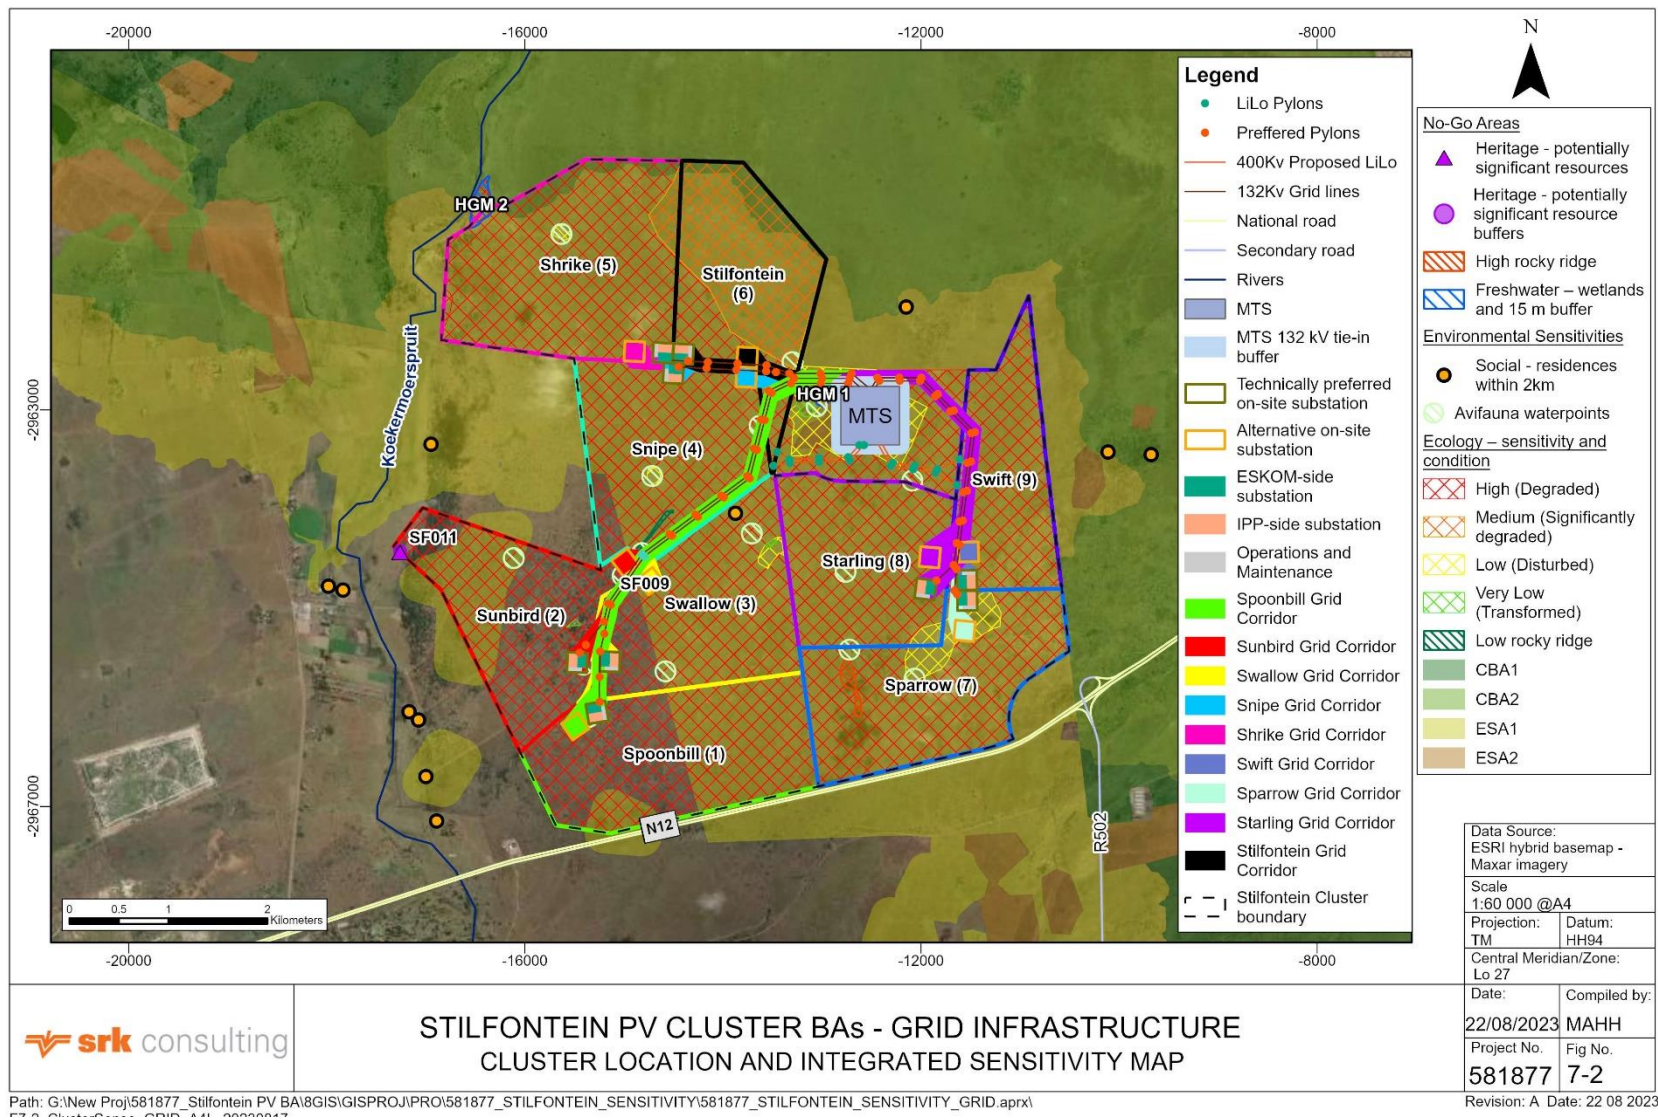 -20000
-16000
-12000
-8000
-2963000
-2967000
-20000
-16000
-12000
-8000
HGM 2
Shrike (5)
Stilfontein
(6)
Koekermoerspruit
HGM 1
MTS
Snipe (4)
Swift (9)
SF011
Starling (8)
SF009
Swallow (3)
Sunbird (2)
Sparrow (7)
Spoonbill (1)
N12
R502
0 0.5 1 2
Kilometers
Legend
LiLo Pylons
Preffered Pylons
400Kv Proposed LiLo
132Kv Grid lines
National road
Secondary road
Rivers
MTS
MTS 132 kV tie-in
buffer
Technically preferred
on-site substation
Alternative on-site
substation
ESKOM-side
substation
IPP-side substation
Operations and
Maintenance
Spoonbill Grid
Corridor
Sunbird Grid Corridor
Swallow Grid Corridor
Snipe Grid Corridor
Shrike Grid Corridor
Swift Grid Corridor
Sparrow Grid Corridor
Starling Grid Corridor
Stilfontein Grid
Corridor
Stilfontein Cluster
boundary
N
No-Go Areas
Heritage - potentially
significant resources
Heritage - potentially
significant resource
buffers
High rocky ridge
Freshwater – wetlands
and 15 m buffer
Environmental Sensitivities
Social - residences
within 2km
Avifauna waterpoints
Ecology – sensitivity and
condition
High (Degraded)
Medium (Significantly
degraded)
Low (Disturbed)
Very Low
(Transformed)
Low rocky ridge
CBA1
CBA2
ESA1
ESA2
Data Source:
ESRI hybrid basemap -
Maxar imagery
Scale
1:60 000 @A4
Projection:
TM
Datum:
HH94
Central Meridian/Zone:
Lo 27
Date:
22/08/2023
Compiled by:
MAHH
Project No.
581877
Fig No.
7-2
srk consulting
STILFONTEIN PV CLUSTER BAs - GRID INFRASTRUCTURE
CLUSTER LOCATION AND INTEGRATED SENSITIVITY MAP
Path: G:\New Proj\581877_Stilfontein PV BA\8GIS\GISPROJ\PRO\581877_STILFONTEIN_SENSITIVITY\581877_STILFONTEIN_SENSITIVITY_GRID.aprx\
Revision: A Date: 22 08 2023